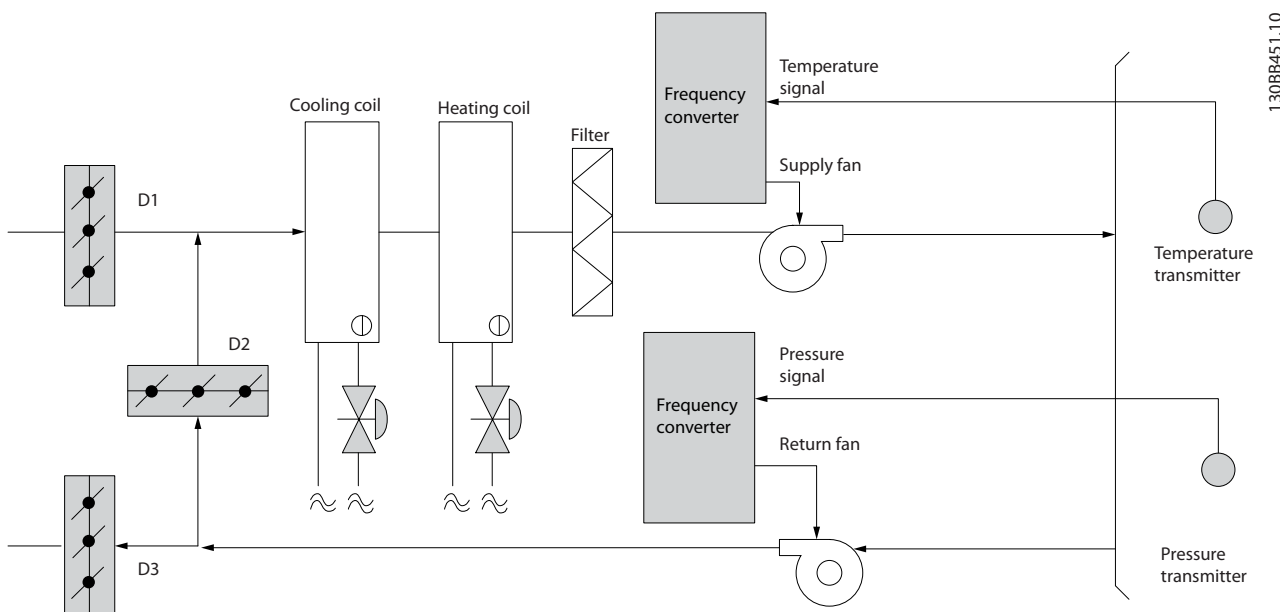 130BB451.10
Temperature
signal
Frequency
converter
Cooling coil
Heating coil
Filter
Supply fan
D1
Temperature
transmitter
D2
Pressure
signal
Frequency
converter
Return fan
D3
Pressure
transmitter